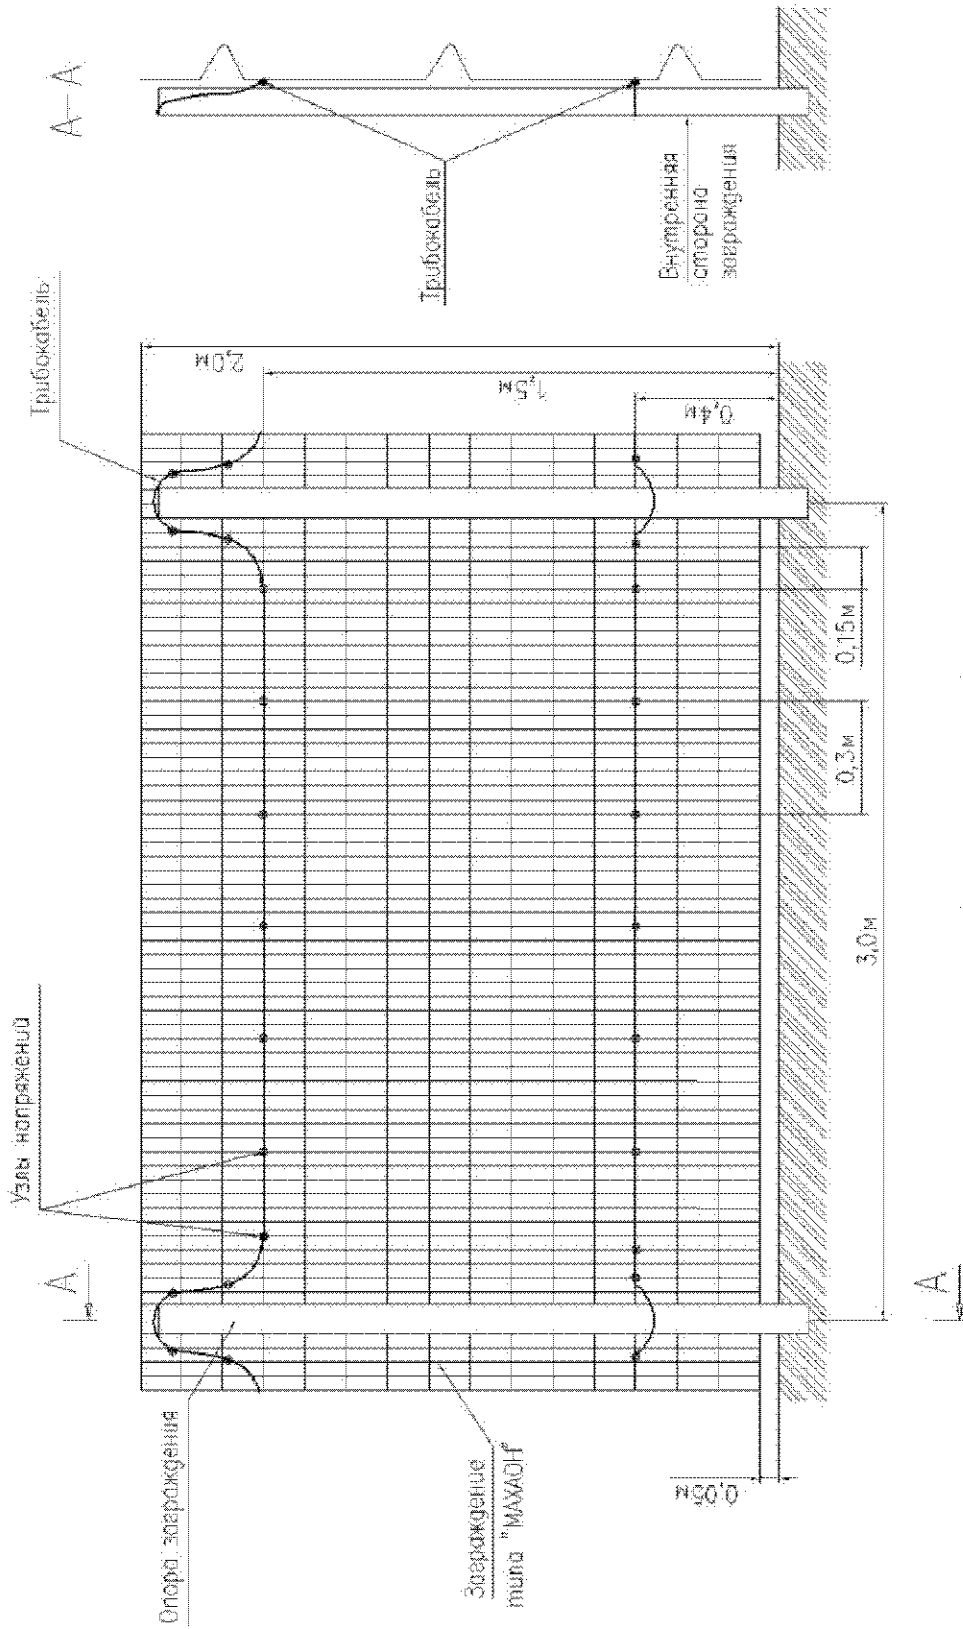 Узлы напряжений
Трибокабель
А–А
А
Опора заграждения
Заграждение
типа "МАХАОН"
2,0м
1,5м
0,4м
0,05м
0,3м
0,15м
3,0м
А
Трибокабель
Внутренняя
сторона
заграждения